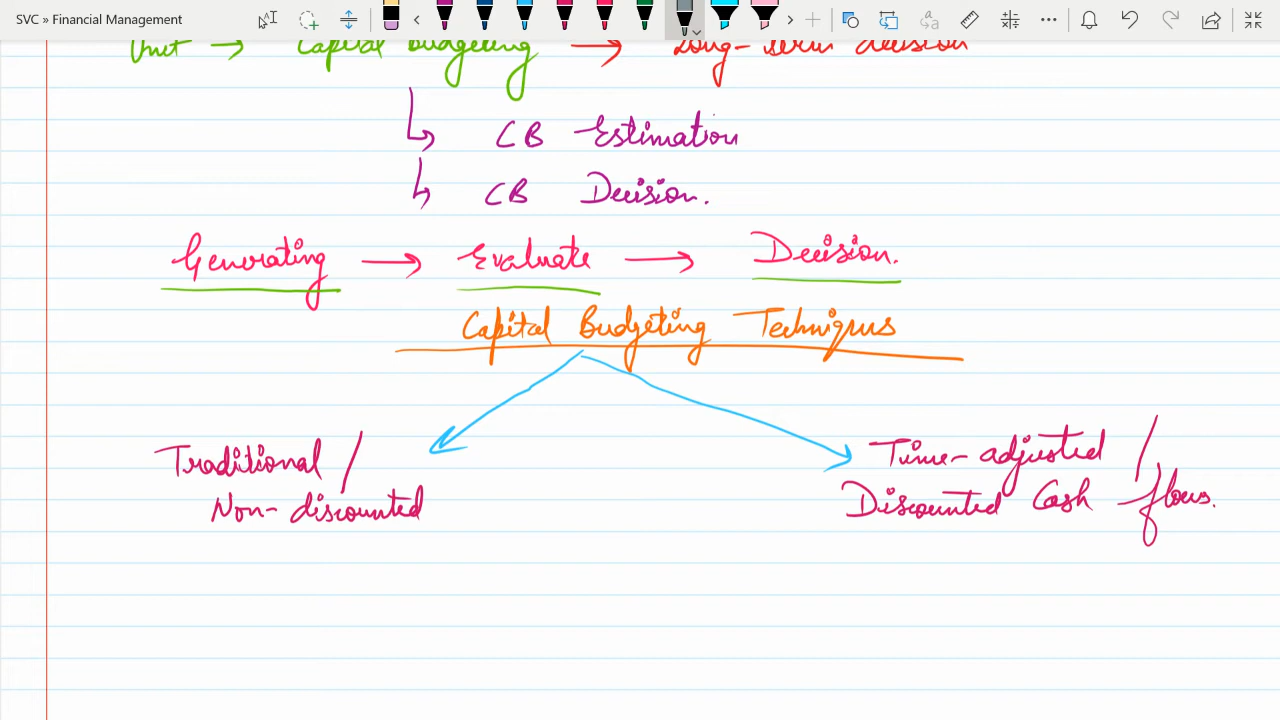 SVC » Financial Management
Unit → Capital Budgeting → Long-term decision
CB Estimation
CB Decision.
Generating → Evaluate → Decision.
Capital Budgeting Techniques
Traditional / Time-adjusted /
Non-discounted Discounted Cash flows.